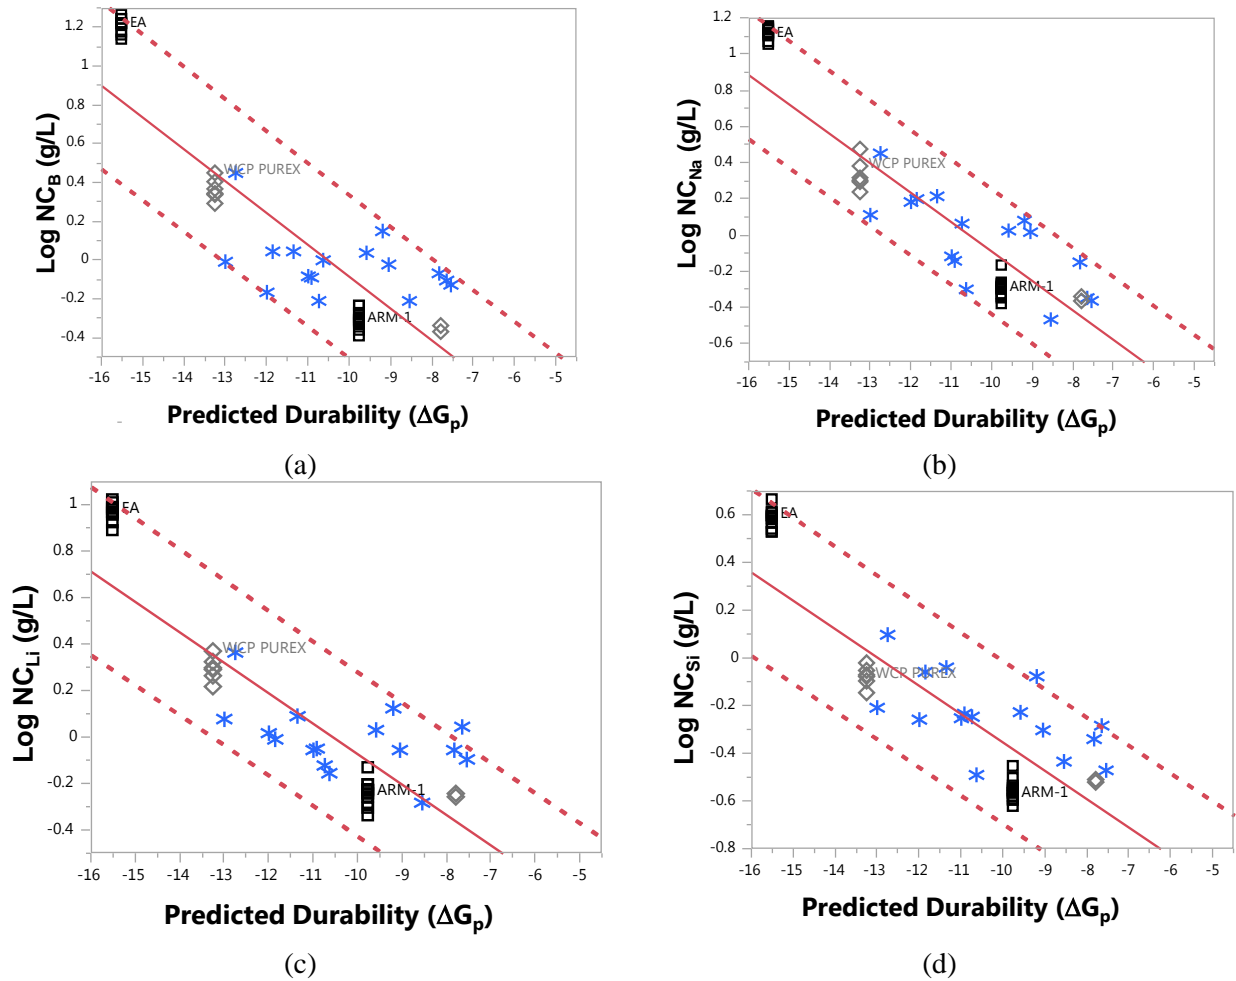 1.2
1
0.8
0.6
0.4
0.2
0
-0.2
-0.4
Log NC_B (g/L)
EA
WCP PUREX
ARM-1
-16 -15 -14 -13 -12 -11 -10 -9 -8 -7 -6 -5
Predicted Durability (ΔG_p)
(a)
1.2
1
0.8
0.6
0.4
0.2
0
-0.2
-0.4
-0.6
Log NC_Na (g/L)
EA
WCP PUREX
ARM-1
-16 -15 -14 -13 -12 -11 -10 -9 -8 -7 -6 -5
Predicted Durability (ΔG_p)
(b)
1
0.8
0.6
0.4
0.2
0
-0.2
-0.4
Log NC_Li (g/L)
EA
WCP PUREX
ARM-1
-16 -15 -14 -13 -12 -11 -10 -9 -8 -7 -6 -5
Predicted Durability (ΔG_p)
(c)
0.6
0.4
0.2
0
-0.2
-0.4
-0.6
-0.8
Log NC_Si (g/L)
EA
WCP PUREX
ARM-1
-16 -15 -14 -13 -12 -11 -10 -9 -8 -7 -6 -5
Predicted Durability (ΔG_p)
(d)